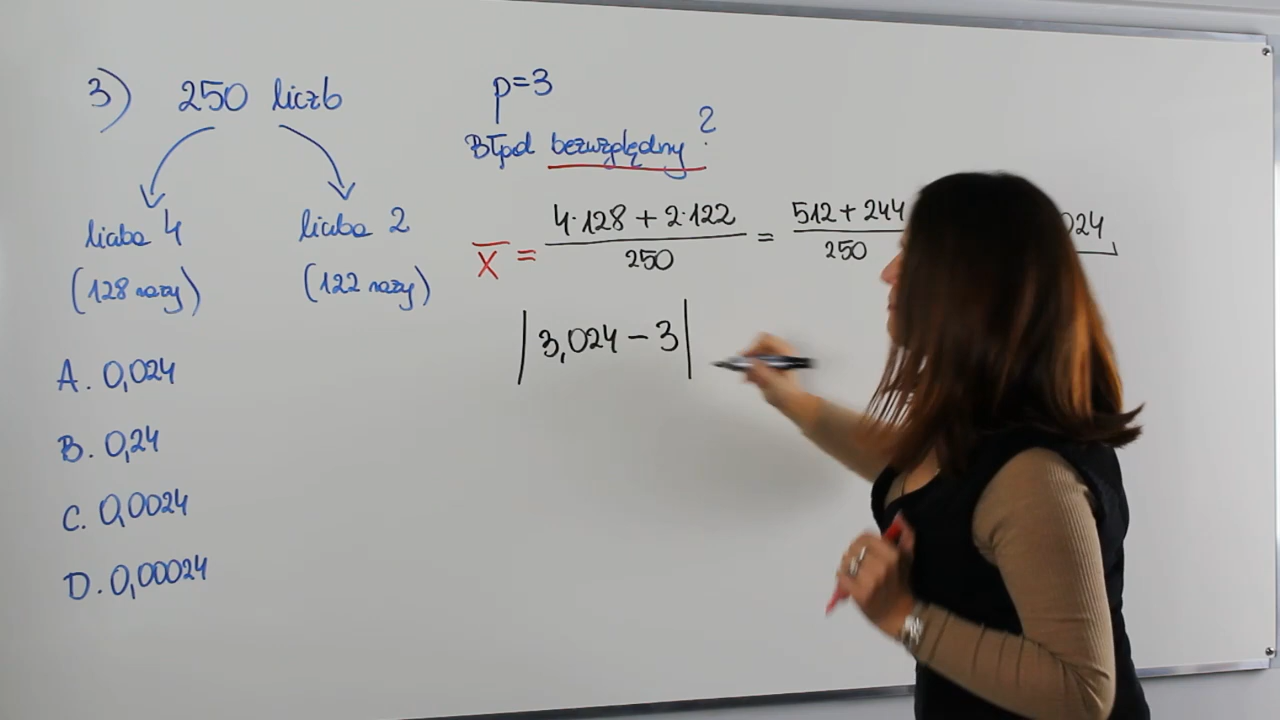 3) 250 liczb
liczba 4
(128 razy)
liczba 2
(122 razy)
A. 0,024
B. 0,24
C. 0,0024
D. 0,00024
p=3
Błąd bezwzględny ?
x̄ = 4·128 + 2·122 / 250 = 512 + 244 / 250 024
|3,024 - 3|